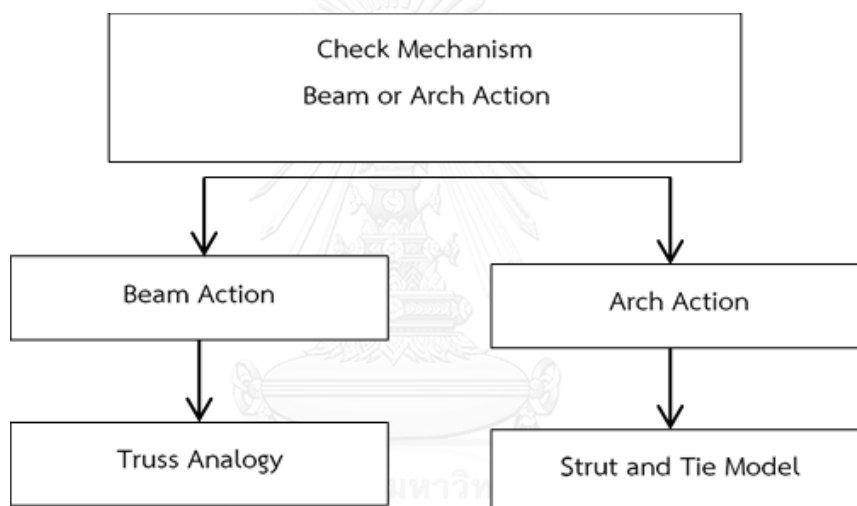 Check Mechanism
Beam or Arch Action
Beam Action
Arch Action
Truss Analogy
Strut and Tie Model